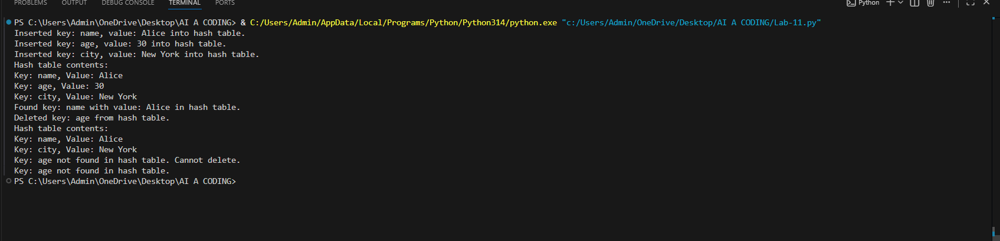 PROBLEMS OUTPUT DEBUG CONSOLE TERMINAL PORTS Python
PS C:\Users\Admin\OneDrive\Desktop\AI A CODING> & C:/Users/Admin/AppData/Local/Programs/Python/Python314/python.exe "c:/Users/Admin/OneDrive/Desktop/AI A CODING/Lab-11.py"
Inserted key: name, value: Alice into hash table.
Inserted key: age, value: 30 into hash table.
Inserted key: city, value: New York into hash table.
Hash table contents:
Key: name, Value: Alice
Key: age, Value: 30
Key: city, Value: New York
Found key: name with value: Alice in hash table.
Deleted key: age from hash table.
Hash table contents:
Key: name, Value: Alice
Key: city, Value: New York
Key: age not found in hash table. Cannot delete.
Key: age not found in hash table.
PS C:\Users\Admin\OneDrive\Desktop\AI A CODING>